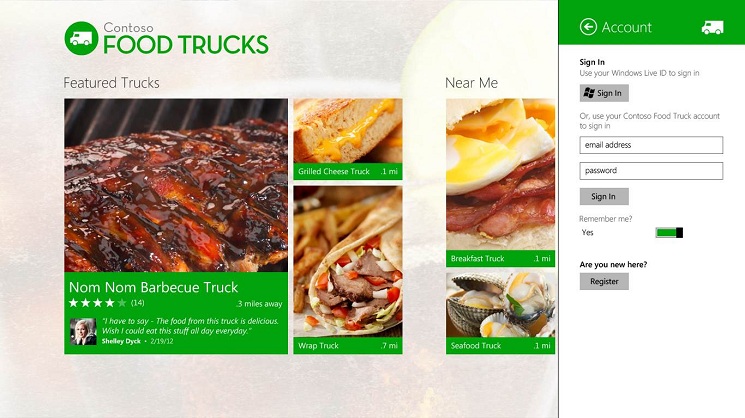 Contoso
FOOD TRUCKS
Featured Trucks
Grilled Cheese Truck .1 mi
Nom Nom Barbecue Truck
(14) .3 miles away
"I have to say - The food from this truck is delicious.
Wish I could eat this stuff all day everyday."
Shelley Dyck • 2/19/12
Wrap Truck .7 mi
Near Me
Breakfast Truck .1 mi
Seafood Truck .1 mi
Account
Sign In
Use your Windows Live ID to sign in
Sign In
Or, use your Contoso Food Truck account
to sign in
email address
password
Sign In
Remember me?
Yes
Are you new here?
Register